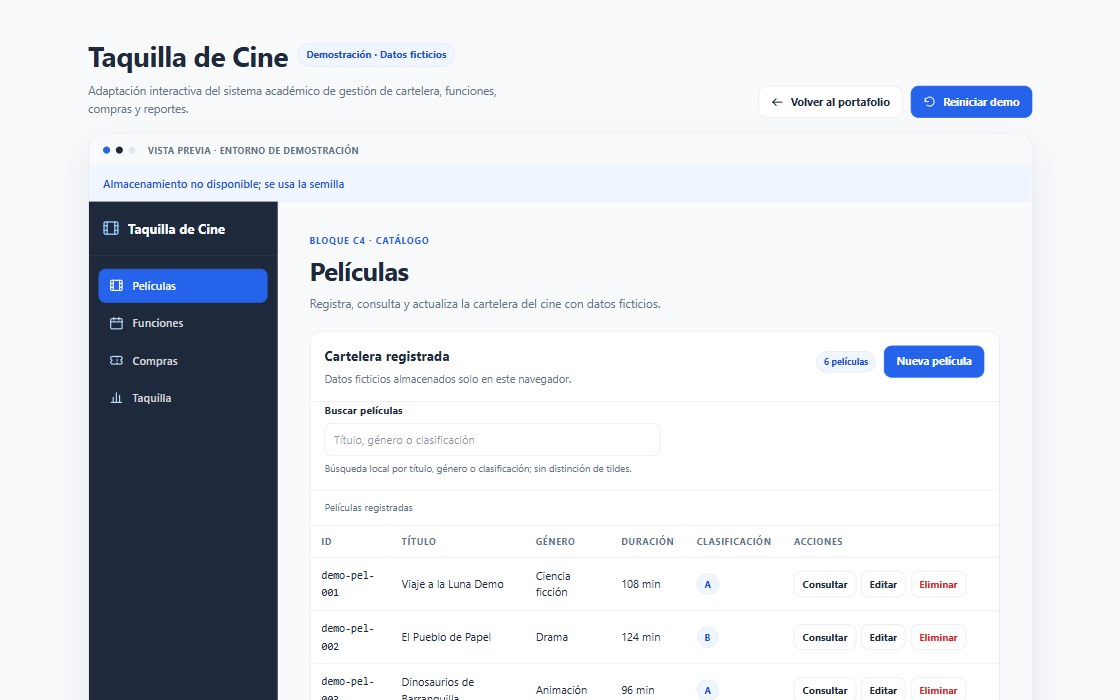 Taquilla de Cine
Demostración · Datos ficticios
Adaptación interactiva del sistema académico de gestión de cartelera, funciones,
compras y reportes.
← Volver al portafolio
Reiniciar demo
VISTA PREVIA · ENTORNO DE DEMOSTRACIÓN
Almacenamiento no disponible; se usa la semilla
Taquilla de Cine
Películas
Funciones
Compras
Taquilla
BLOQUE C4 · CATÁLOGO
Películas
Registra, consulta y actualiza la cartelera del cine con datos ficticios.
Cartelera registrada
Datos ficticios almacenados solo en este navegador.
6 películas
Nueva película
Buscar películas
Título, género o clasificación
Búsqueda local por título, género o clasificación; sin distinción de tildes.
Películas registradas
ID TÍTULO GÉNERO DURACIÓN CLASIFICACIÓN ACCIONES
demo-pel-
001
Viaje a la Luna Demo
Ciencia
ficción
108 min
A
Consultar Editar Eliminar
demo-pel-
002
El Pueblo de Papel
Drama
124 min
B
Consultar Editar Eliminar
demo-pel-
003
Dinosaurios de
Barranquilla
Animación
96 min
A
Consultar Editar Eliminar